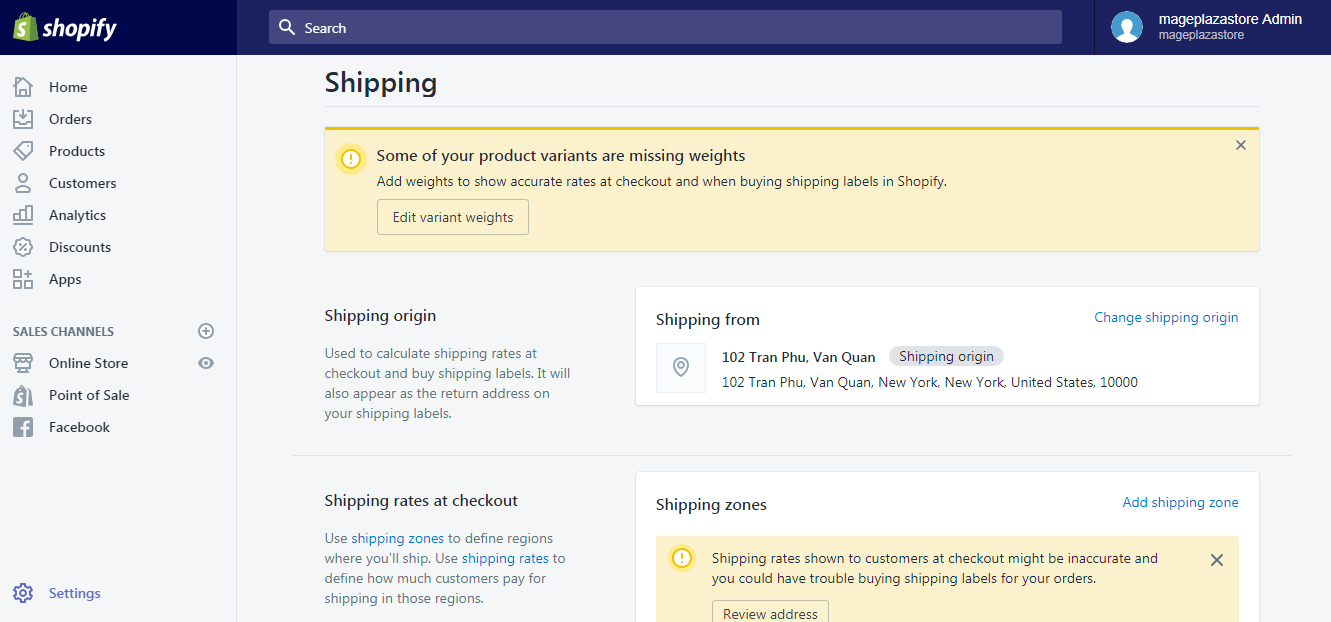 shopify
Search
mageplazastore Admin
mageplazastore
Home
Orders
Products
Customers
Analytics
Discounts
Apps
SALES CHANNELS
Online Store
Point of Sale
Facebook
Settings
Shipping
Some of your product variants are missing weights
Add weights to show accurate rates at checkout and when buying shipping labels in Shopify.
Edit variant weights
Shipping origin
Used to calculate shipping rates at
checkout and buy shipping labels. It will
also appear as the return address on
your shipping labels.
Shipping from
Change shipping origin
102 Tran Phu, Van Quan Shipping origin
102 Tran Phu, Van Quan, New York, New York, United States, 10000
Shipping rates at checkout
Use shipping zones to define regions
where you'll ship. Use shipping rates to
define how much customers pay for
shipping in those regions.
Shipping zones
Add shipping zone
Shipping rates shown to customers at checkout might be inaccurate and
you could have trouble buying shipping labels for your orders.
Review address